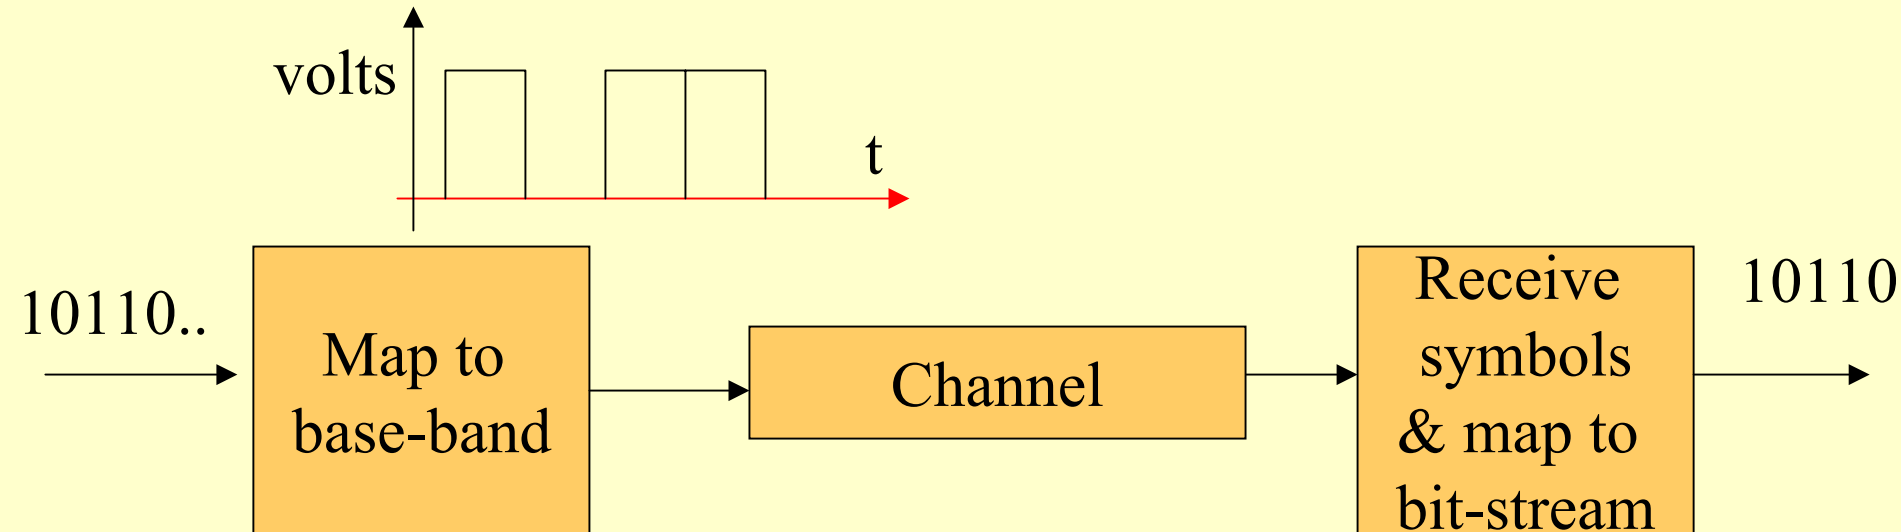 volts
t
10110..
Map to
base-band
Channel
Receive
symbols
& map to
bit-stream
10110